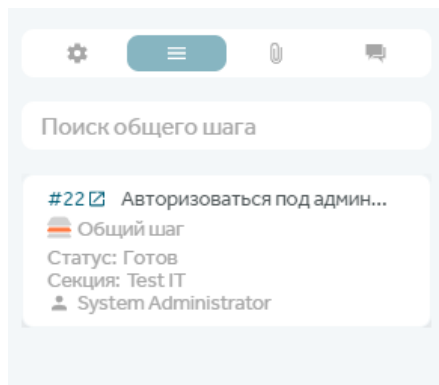 Поиск общего шага
#22 Авторизоваться под админ...
Общий шаг
Статус: Готов
Секция: Test IT
System Administrator